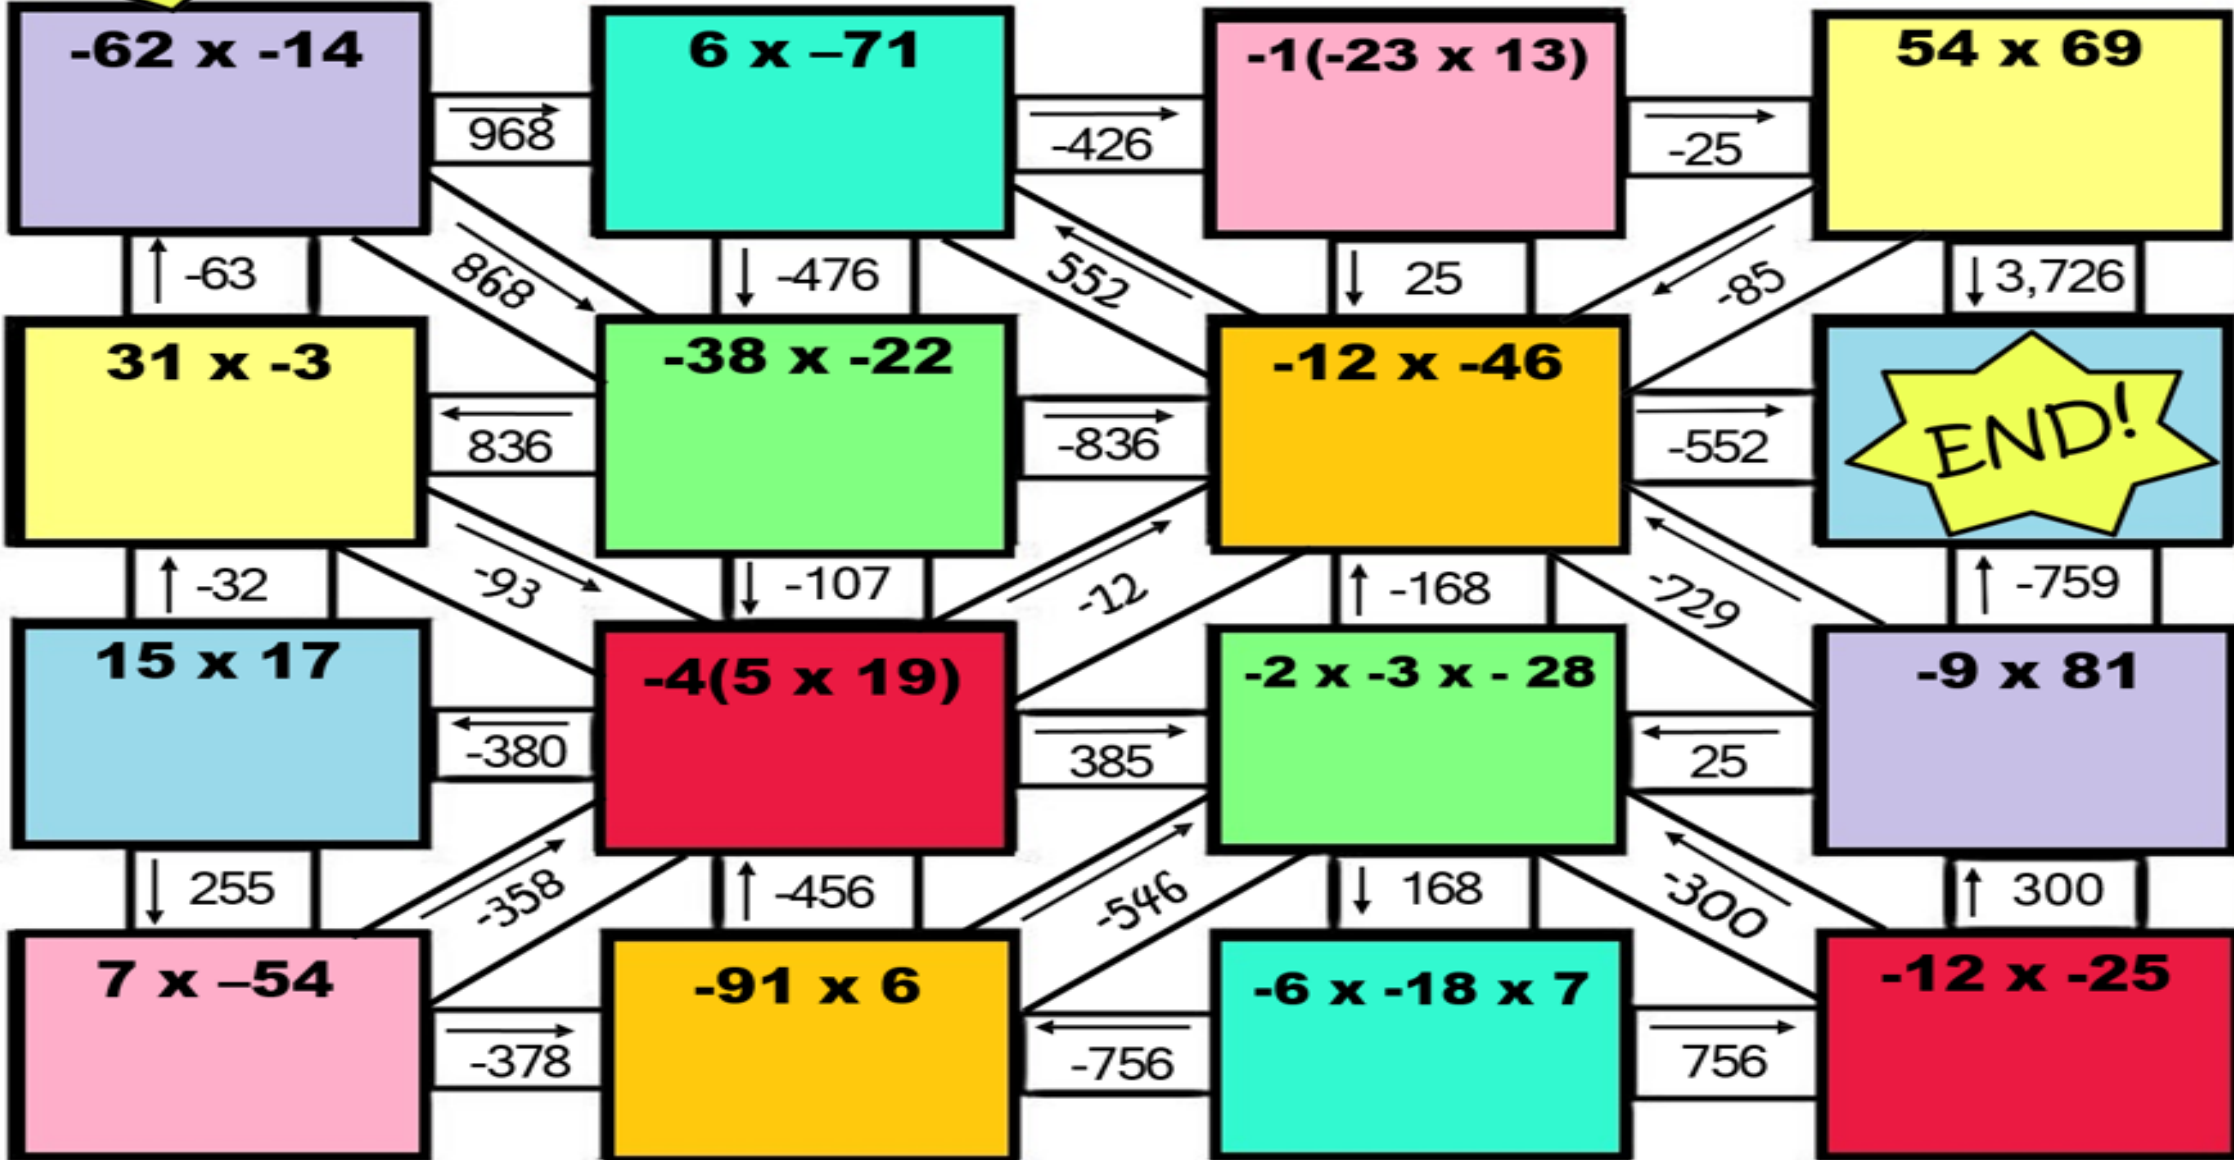 -62 x -14
6 x –71
-1(-23 x 13)
54 x 69
968
-426
-25
-63
868
-476
552
25
-85
3,726
31 x -3
-38 x -22
-12 x -46
END!
836
-836
-552
-32
-93
-107
-12
-168
-729
-759
15 x 17
-4(5 x 19)
-2 x -3 x - 28
-9 x 81
-380
385
25
255
-358
-456
-546
168
-300
300
7 x –54
-91 x 6
-6 x -18 x 7
-12 x -25
-378
-756
756